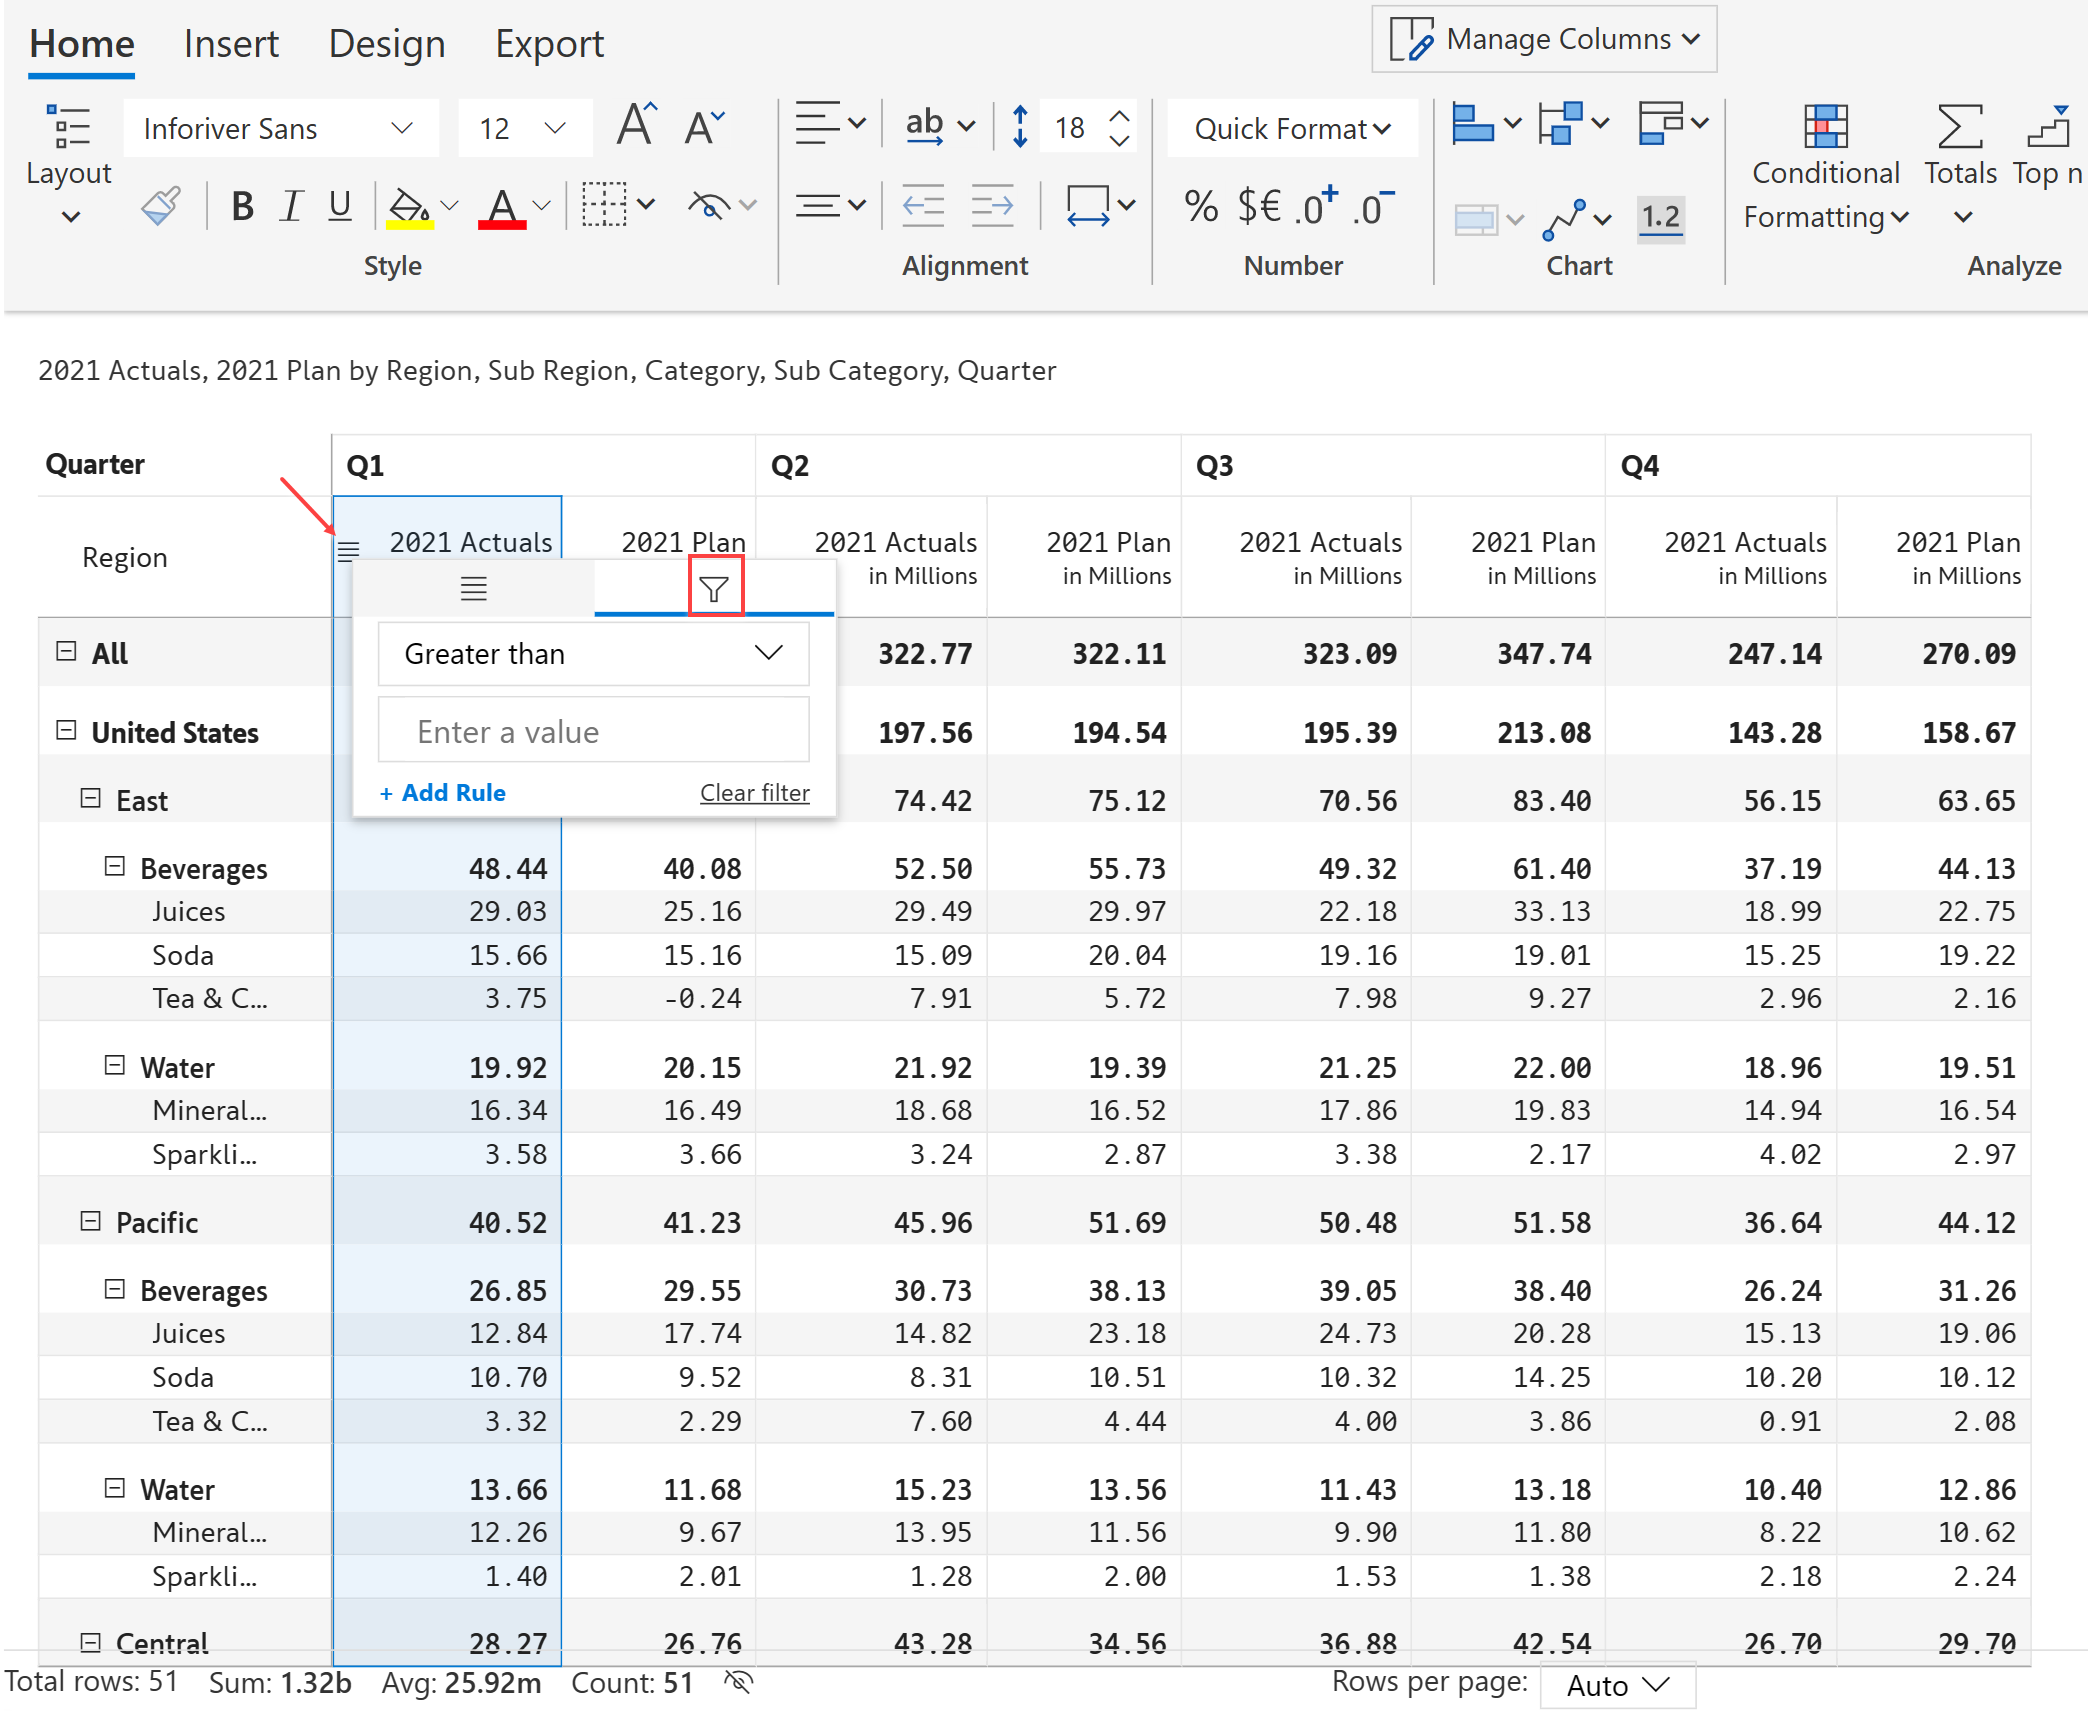 Home Insert Design Export Manage Columns
Inforiver Sans 12 ab 18 Quick Format
Layout Conditional Totals Top n
B I U A % $€ .0+ .0- 1.2 Formatting
Style Alignment Number Chart Analyze
2021 Actuals, 2021 Plan by Region, Sub Region, Category, Sub Category, Quarter
Quarter Q1 Q2 Q3 Q4
Region 2021 Actuals 2021 Plan 2021 Actuals 2021 Plan 2021 Actuals 2021 Plan 2021 Actuals 2021 Plan
in Millions in Millions in Millions in Millions in Millions in Millions
All 322.77 322.11 323.09 347.74 247.14 270.09
Greater than
United States 197.56 194.54 195.39 213.08 143.28 158.67
Enter a value
+ Add Rule Clear filter
East 74.42 75.12 70.56 83.40 56.15 63.65
Beverages 48.44 40.08 52.50 55.73 49.32 61.40 37.19 44.13
Juices 29.03 25.16 29.49 29.97 22.18 33.13 18.99 22.75
Soda 15.66 15.16 15.09 20.04 19.16 19.01 15.25 19.22
Tea & C... 3.75 -0.24 7.91 5.72 7.98 9.27 2.96 2.16
Water 19.92 20.15 21.92 19.39 21.25 22.00 18.96 19.51
Mineral... 16.34 16.49 18.68 16.52 17.86 19.83 14.94 16.54
Sparkli... 3.58 3.66 3.24 2.87 3.38 2.17 4.02 2.97
Pacific 40.52 41.23 45.96 51.69 50.48 51.58 36.64 44.12
Beverages 26.85 29.55 30.73 38.13 39.05 38.40 26.24 31.26
Juices 12.84 17.74 14.82 23.18 24.73 20.28 15.13 19.06
Soda 10.70 9.52 8.31 10.51 10.32 14.25 10.20 10.12
Tea & C... 3.32 2.29 7.60 4.44 4.00 3.86 0.91 2.08
Water 13.66 11.68 15.23 13.56 11.43 13.18 10.40 12.86
Mineral... 12.26 9.67 13.95 11.56 9.90 11.80 8.22 10.62
Sparkli... 1.40 2.01 1.28 2.00 1.53 1.38 2.18 2.24
Central 28.27 26.76 43.28 34.56 36.88 42.54 26.70 29.70
Total rows: 51 Sum: 1.32b Avg: 25.92m Count: 51 Rows per page: Auto